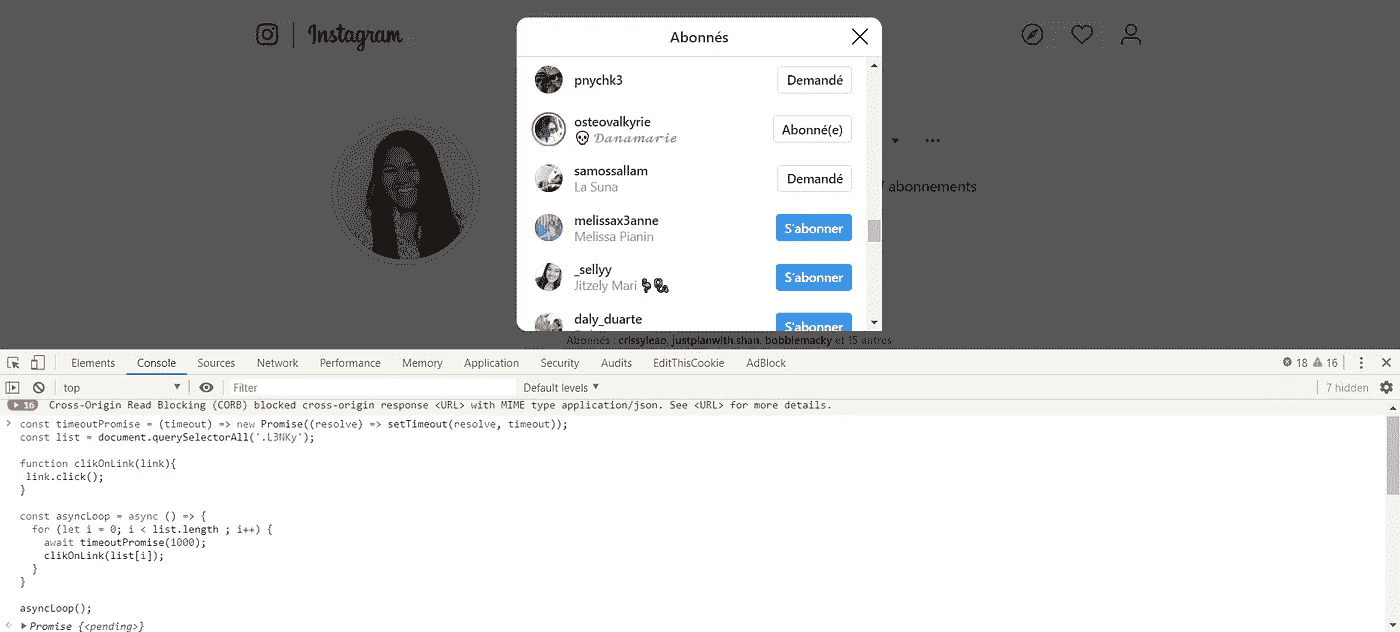 Instagram
Abonnés
pnychk3
Demandé
osteovalkyrie
Abonné(e)
💀 𝓓𝓪𝓷𝓪𝓶𝓪𝓻𝓲𝓮
samossallam
Demandé
La Suna
abonnements
melissax3anne
S'abonner
Melissa Pianin
_sellyy
S'abonner
Jitzely Mari
daly_duarte
S'abonner
Abonnés : crissyleao, justplanwith.shan, bobblemacky et 15 autres
Elements Console Sources Network Performance Memory Application Security Audits EditThisCookie AdBlock 18 16
top Filter Default levels 7 hidden
16 Cross-Origin Read Blocking (CORB) blocked cross-origin response <URL> with MIME type application/json. See <URL> for more details.
const timeoutPromise = (timeout) => new Promise((resolve) => setTimeout(resolve, timeout));
const list = document.querySelectorAll('.L3NKy');
function clikOnLink(link){
link.click();
}
const asyncLoop = async () => {
for (let i = 0; i < list.length ; i++) {
await timeoutPromise(1000);
clikOnLink(list[i]);
}
}
asyncLoop();
Promise {<pending>}